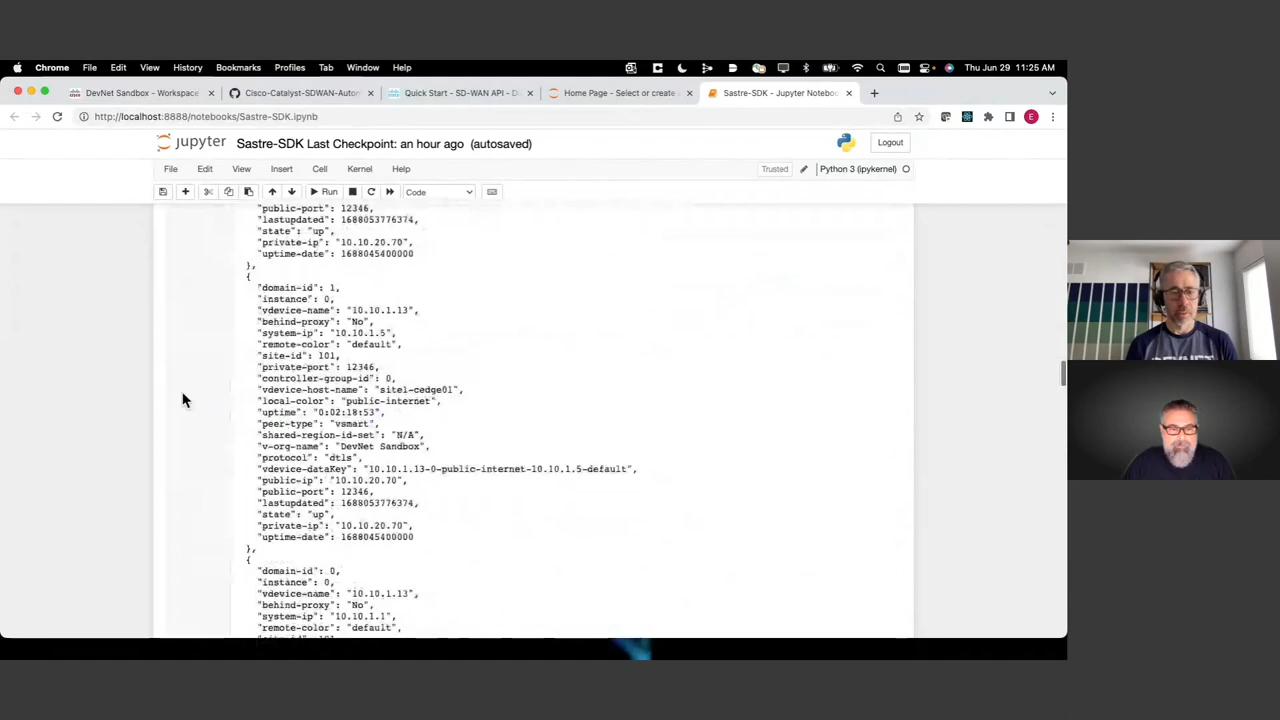 Chrome File Edit View History Bookmarks Profiles Tab Window Help Thu Jun 29 11:25 AM
DevNet Sandbox - Workspace Cisco-Catalyst-SDWAN-Auton Quick Start - SD-WAN API - D Home Page - Select or create Sastre-SDK - Jupyter Notebo
http://localhost:8888/notebooks/Sastre-SDK.ipynb E
jupyter Sastre-SDK Last Checkpoint: an hour ago (autosaved) Logout
File Edit View Insert Cell Kernel Help Trusted Python 3 (ipykernel)
Run Code
"public-port": 12346,
"lastupdated": 1688053776374,
"state": "up",
"private-ip": "10.10.20.70",
"uptime-date": 1688045400000
},
{
"domain-id": 1,
"instance": 0,
"vdevice-name": "10.10.1.13",
"behind-proxy": "No",
"system-ip": "10.10.1.5",
"remote-color": "default",
"site-id": 101,
"private-port": 12346,
"controller-group-id": 0,
"vdevice-host-name": "site1-cedge01",
"local-color": "public-internet",
"uptime": "0:02:18:53",
"peer-type": "vsmart",
"shared-region-id-set": "N/A",
"v-org-name": "DevNet Sandbox",
"protocol": "dtls",
"vdevice-dataKey": "10.10.1.13-0-public-internet-10.10.1.5-default",
"public-ip": "10.10.20.70",
"public-port": 12346,
"lastupdated": 1688053776374,
"state": "up",
"private-ip": "10.10.20.70",
"uptime-date": 1688045400000
},
{
"domain-id": 0,
"instance": 0,
"vdevice-name": "10.10.1.13",
"behind-proxy": "No",
"system-ip": "10.10.1.1",
"remote-color": "default",